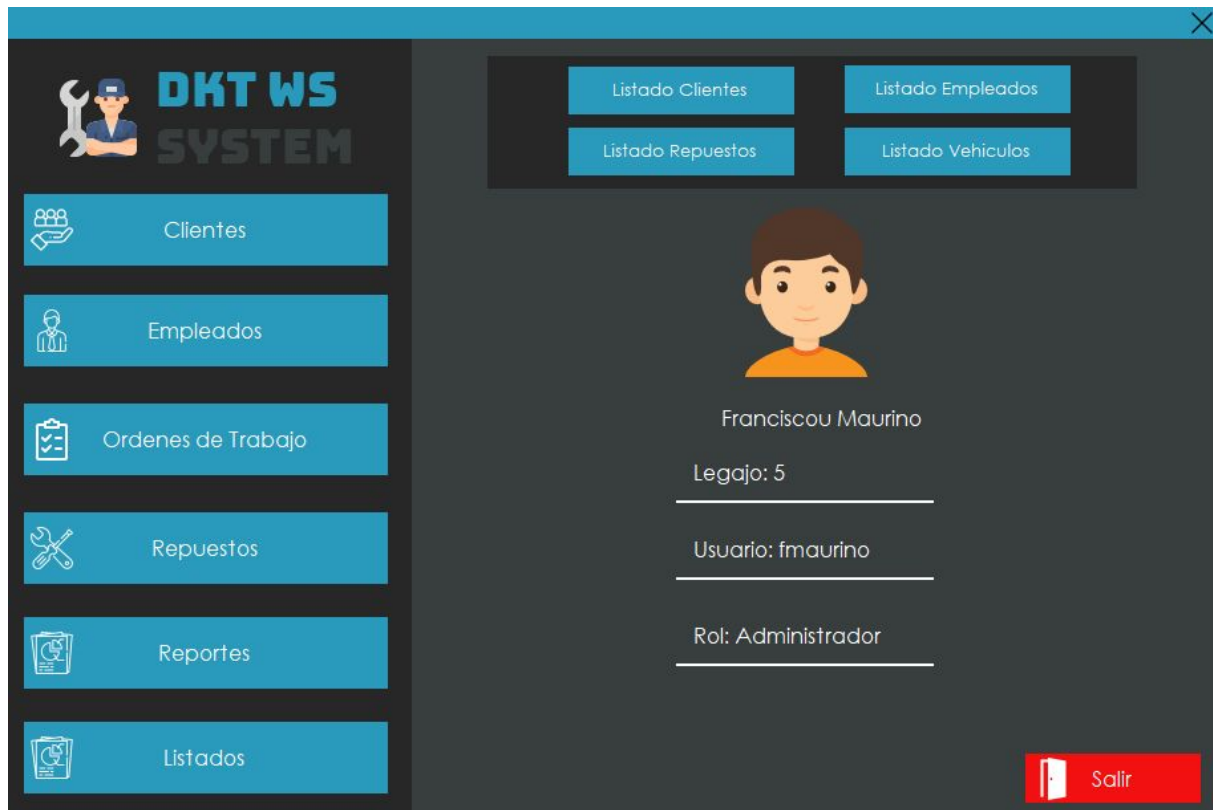 DKT WS
SYSTEM
Clientes
Empleados
Ordenes de Trabajo
Repuestos
Reportes
Listados
Listado Clientes
Listado Empleados
Listado Repuestos
Listado Vehiculos
Franciscou Maurino
Legajo: 5
Usuario: fmaurino
Rol: Administrador
Salir